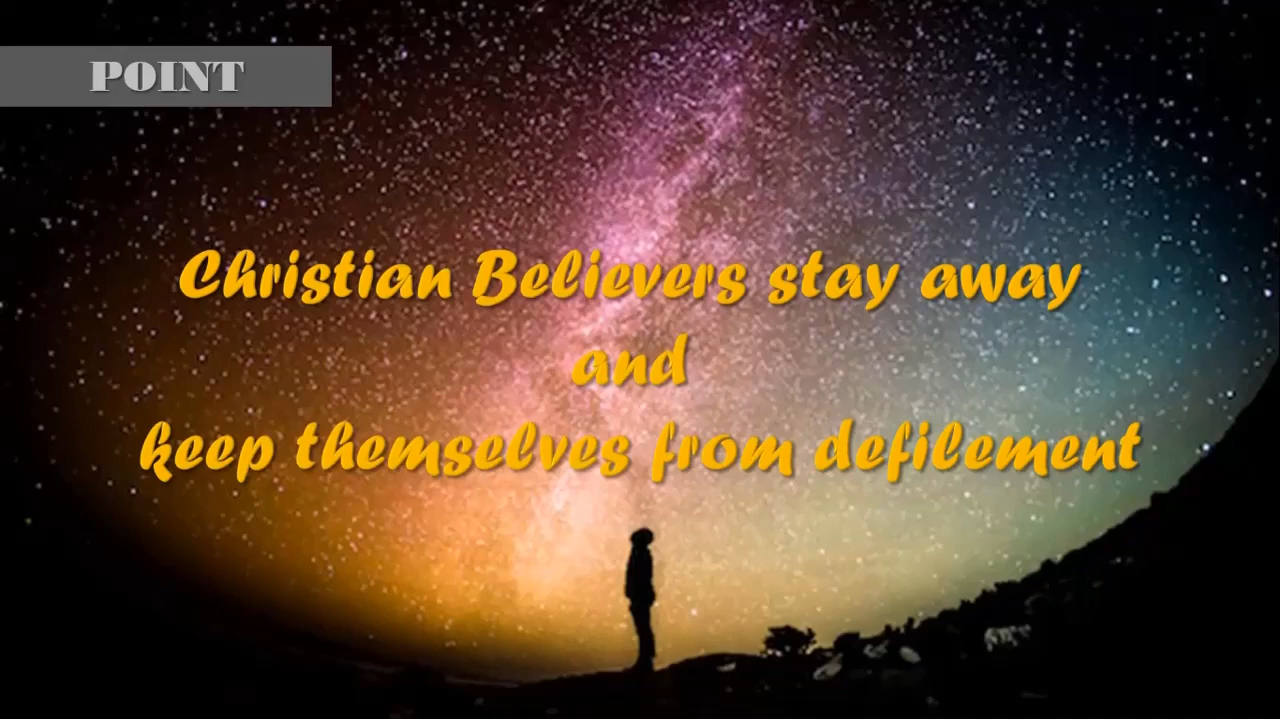 POINT
Christian Believers stay away
and
keep themselves from defilement